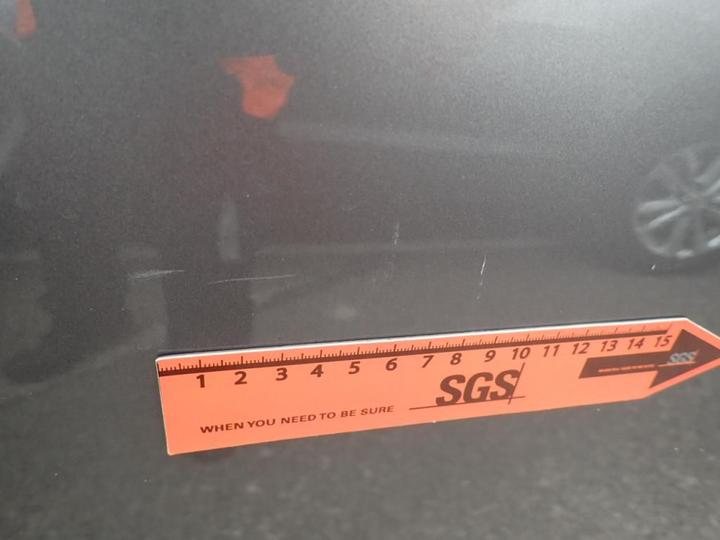 1 2 3 4 5 6 7 8 9 10 11 12 13 14 15
SGS
SGS
WHEN YOU NEED TO BE SURE